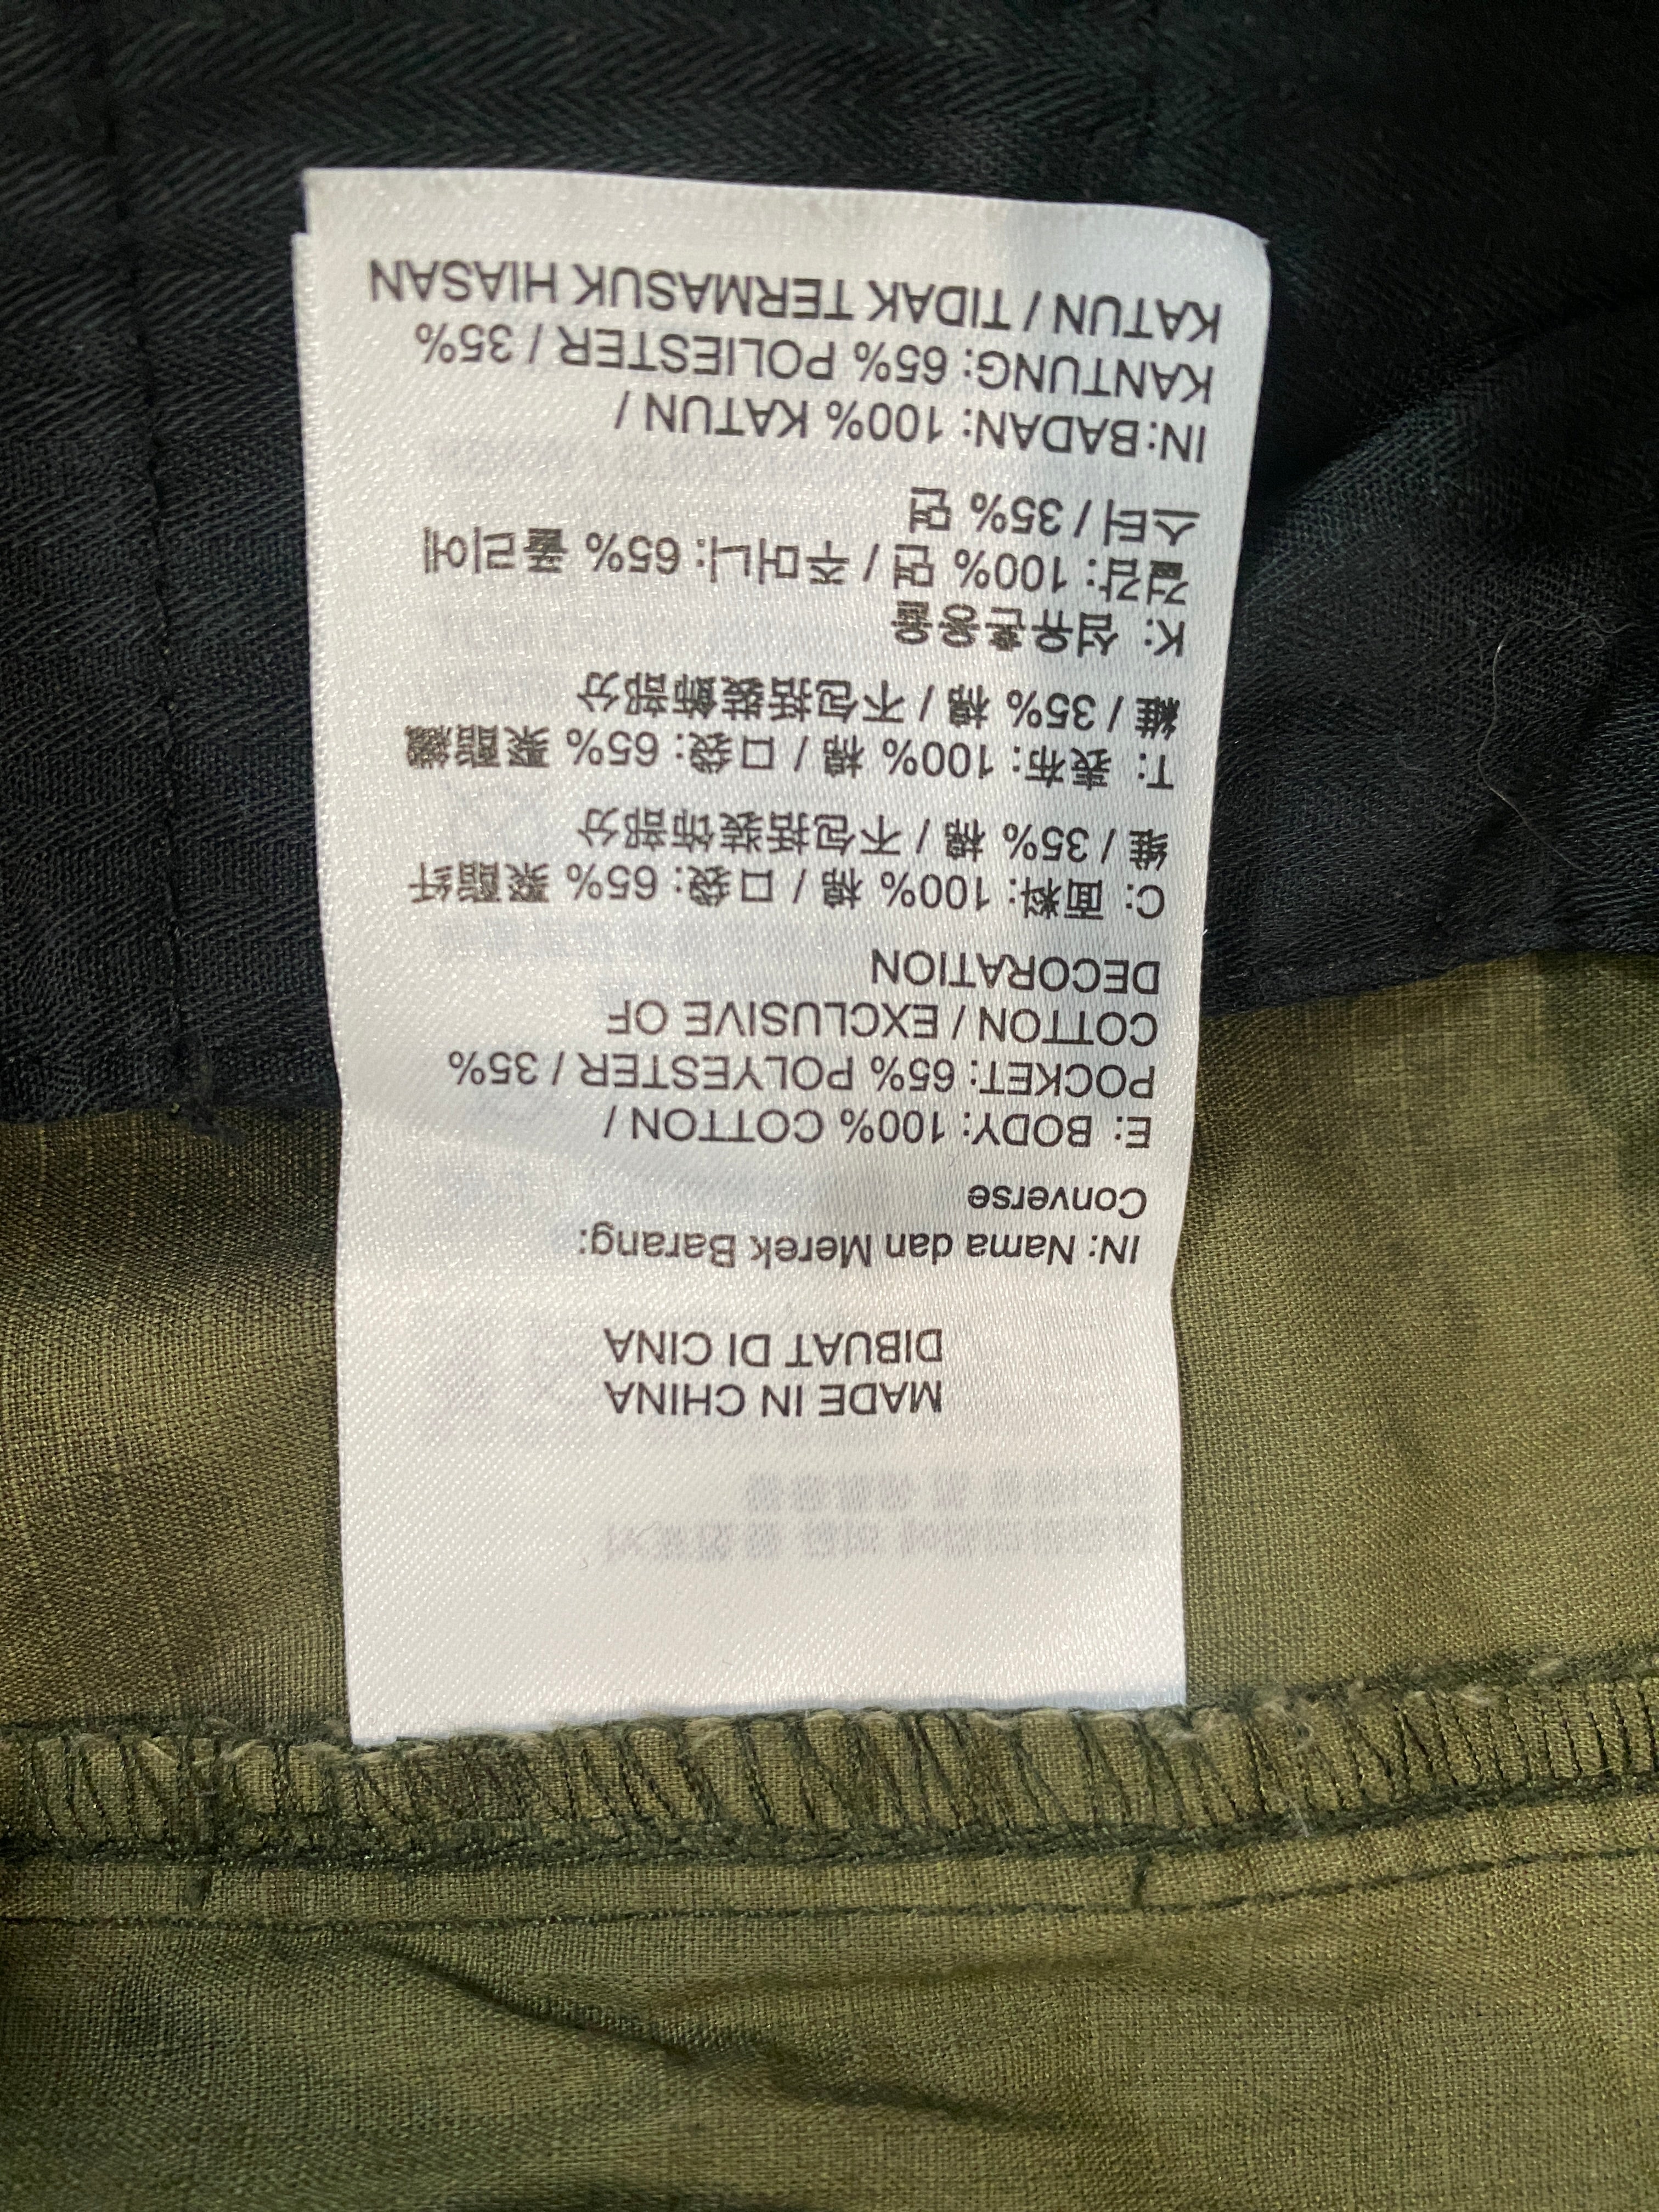 MADE IN CHINA
DIBUAT DI CINA
IN: Nama dan Merek Barang:
Converse
E: BODY: 100% COTTON /
POCKET: 65% POLYESTER / 35%
COTTON / EXCLUSIVE OF
DECORATION
C: 面料: 100% 棉 / 口袋: 65% 聚酯纤
维 / 35% 棉 / 不包括装饰部分
T: 表布: 100% 棉 / 口袋: 65% 聚酯纖
維 / 35% 棉 / 不包括裝飾部分
K: 섬유혼용율
겉감: 100% 면 / 주머니: 65% 폴리에
스터 / 35% 면
IN:BADAN: 100% KATUN /
KANTUNG: 65% POLIESTER / 35%
KATUN / TIDAK TERMASUK HIASAN